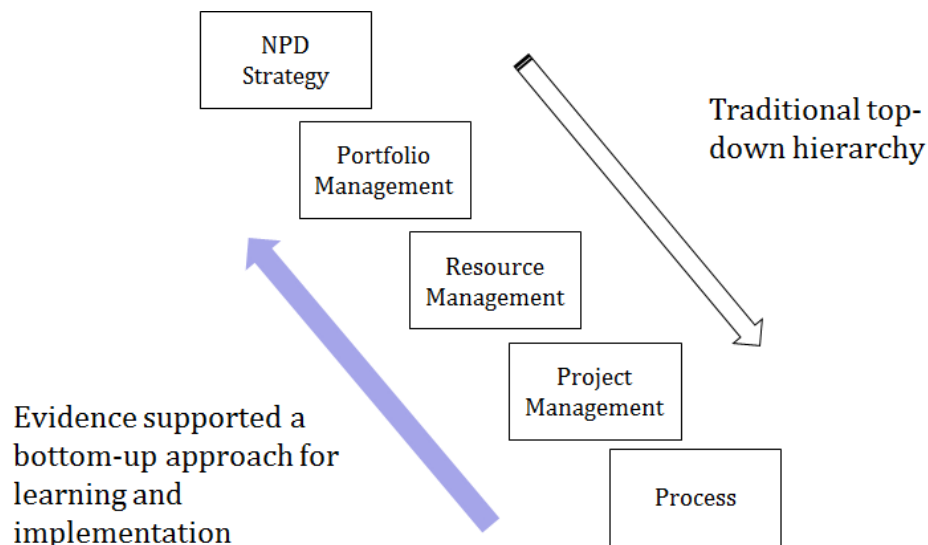 NPD
Strategy
Traditional top-
down hierarchy
Portfolio
Management
Resource
Management
Project
Management
Evidence supported a
bottom-up approach for
learning and
implementation
Process